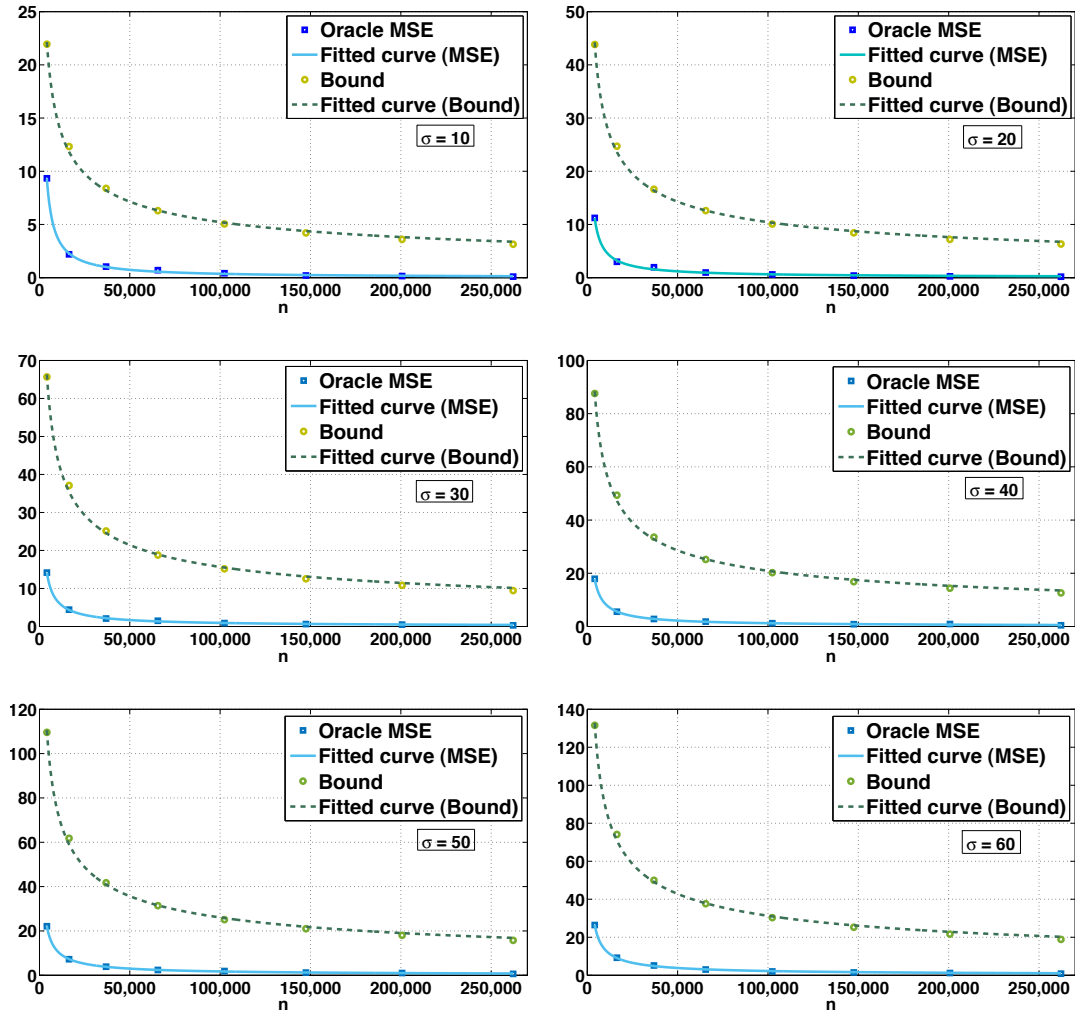 25
20
15
10
5
0
0 50,000 100,000 150,000 200,000 250,000
n
Oracle MSE
Fitted curve (MSE)
Bound
Fitted curve (Bound)
σ = 10
50
40
30
20
10
0
0 50,000 100,000 150,000 200,000 250,000
n
Oracle MSE
Fitted curve (MSE)
Bound
Fitted curve (Bound)
σ = 20
70
60
50
40
30
20
10
0
0 50,000 100,000 150,000 200,000 250,000
n
Oracle MSE
Fitted curve (MSE)
Bound
Fitted curve (Bound)
σ = 30
100
80
60
40
20
0
0 50,000 100,000 150,000 200,000 250,000
n
Oracle MSE
Fitted curve (MSE)
Bound
Fitted curve (Bound)
σ = 40
120
100
80
60
40
20
0
0 50,000 100,000 150,000 200,000 250,000
n
Oracle MSE
Fitted curve (MSE)
Bound
Fitted curve (Bound)
σ = 50
140
120
100
80
60
40
20
0
0 50,000 100,000 150,000 200,000 250,000
n
Oracle MSE
Fitted curve (MSE)
Bound
Fitted curve (Bound)
σ = 60